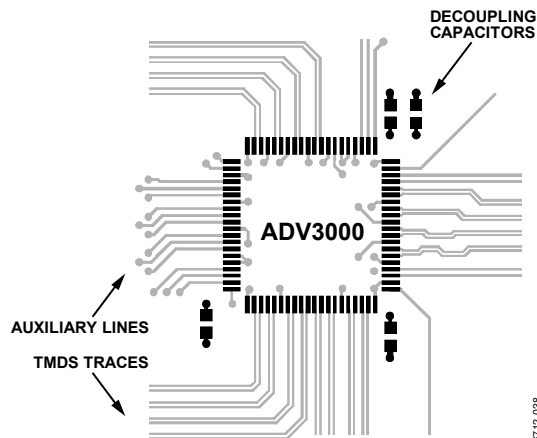 DECOUPLING
CAPACITORS
ADV3000
AUXILIARY LINES
TMDS TRACES